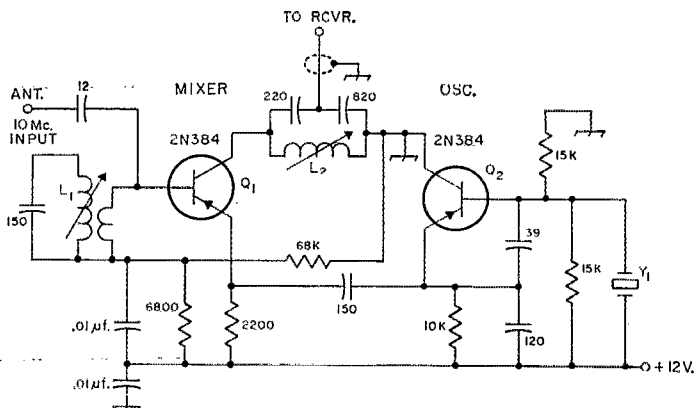 TO RCVR.
MIXER
OSC.
ANT.
12
10 Mc.
INPUT
220
820
2N384
2N384
L2
Q1
Q2
15K
L1
150
68K
39
15K
Y1
150
6800
2200
10K
120
.01 µf.
.01 µf.
+ 12V.